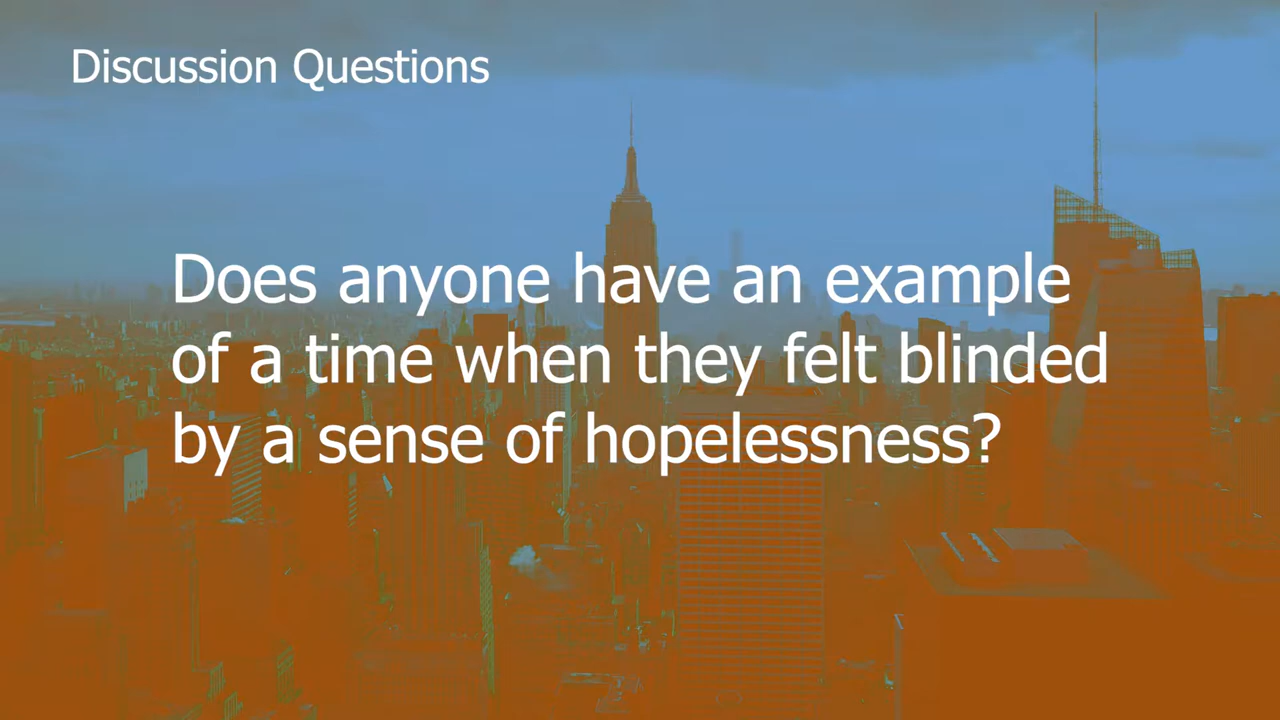 Discussion Questions
Does anyone have an example
of a time when they felt blinded
by a sense of hopelessness?